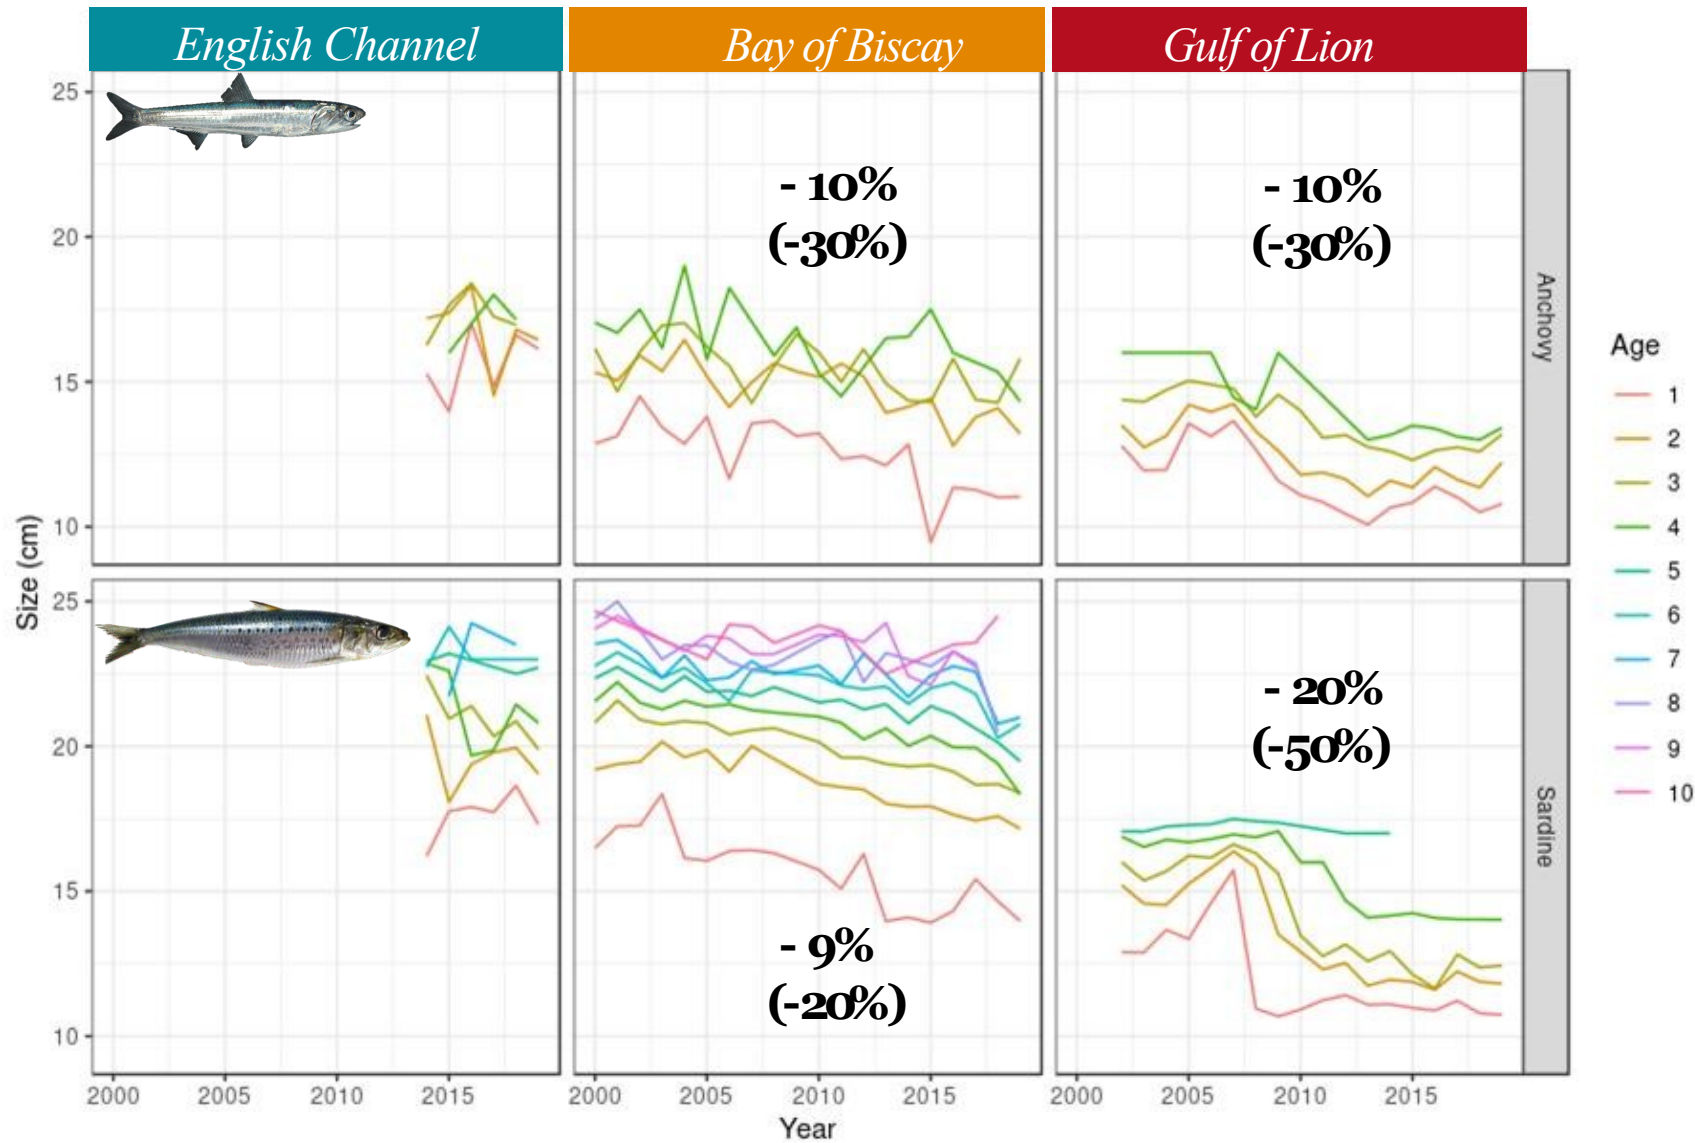 English Channel
Bay of Biscay
Gulf of Lion
25
20
15
10
- 10%
(-30%)
- 10%
(-30%)
Anchovy
Size (cm)
25
20
15
10
- 9%
(-20%)
- 20%
(-50%)
Sardine
2000 2005 2010 2015
2000 2005 2010 2015
2000 2005 2010 2015
Year
Age
1
2
3
4
5
6
7
8
9
10